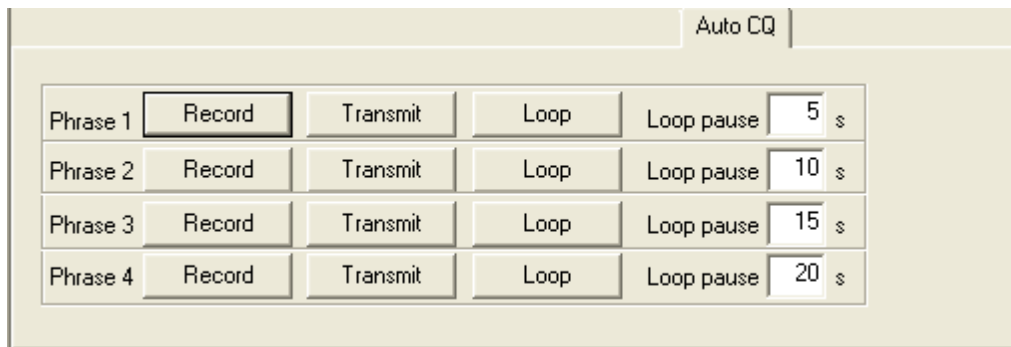 Auto CQ
Phrase 1 Record Transmit Loop Loop pause 5 s
Phrase 2 Record Transmit Loop Loop pause 10 s
Phrase 3 Record Transmit Loop Loop pause 15 s
Phrase 4 Record Transmit Loop Loop pause 20 s